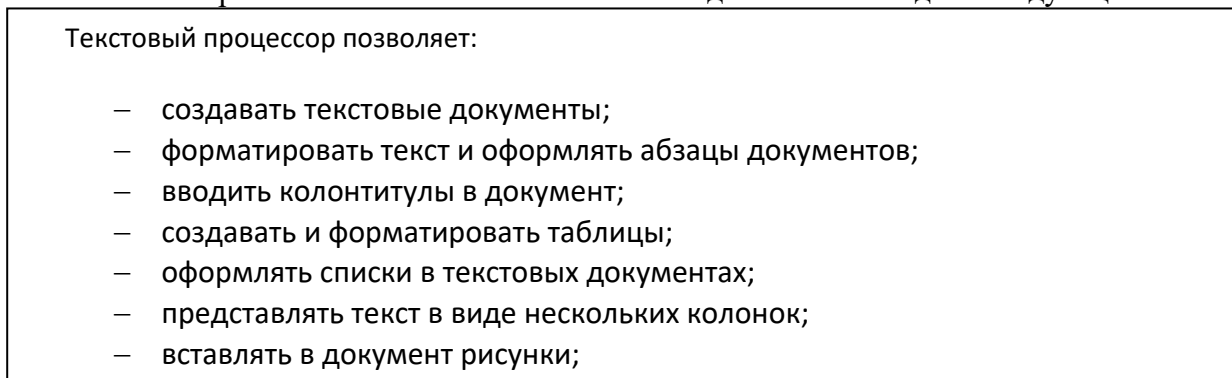 Текстовый процессор позволяет:
– создавать текстовые документы;
– форматировать текст и оформлять абзацы документов;
– вводить колонтитулы в документ;
– создавать и форматировать таблицы;
– оформлять списки в текстовых документах;
– представлять текст в виде нескольких колонок;
– вставлять в документ рисунки;